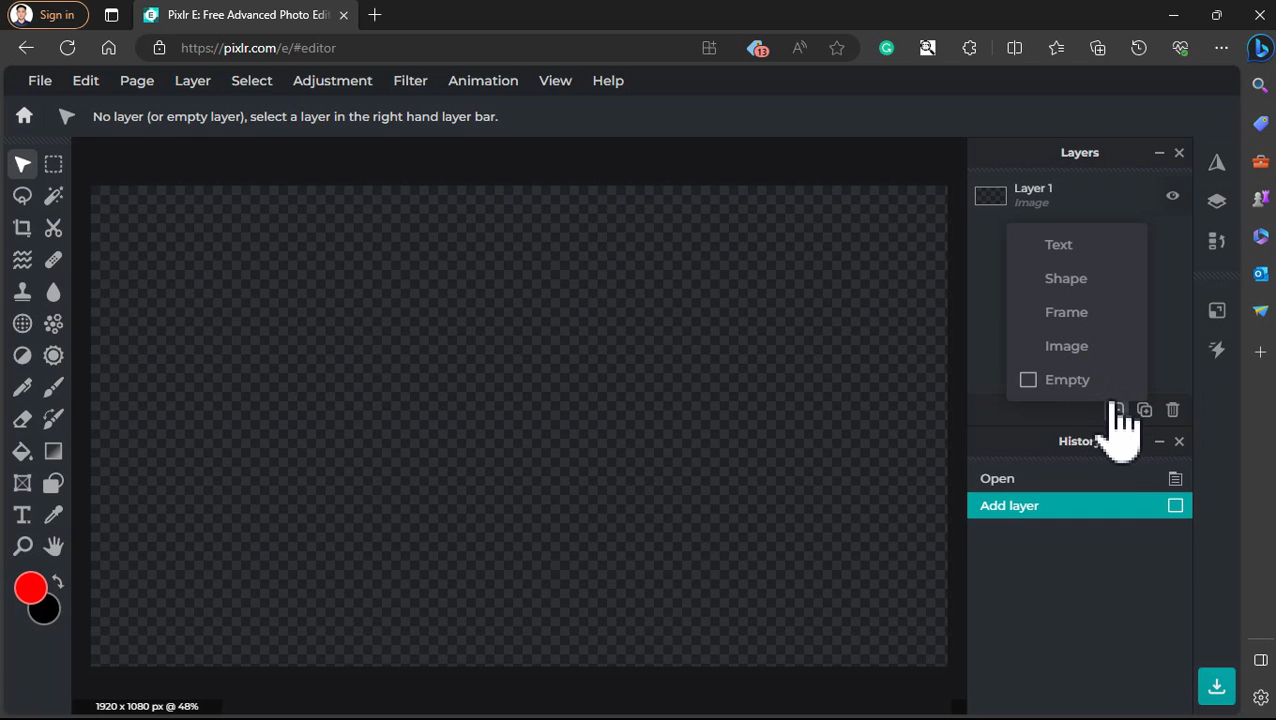 Sign in
Pixlr E: Free Advanced Photo Edit
https://pixlr.com/e/#editor
13
File Edit Page Layer Select Adjustment Filter Animation View Help
No layer (or empty layer), select a layer in the right hand layer bar.
Layers
Layer 1
Image
Text
Shape
Frame
Image
Empty
History
Open
Add layer
1920 x 1080 px @ 48%